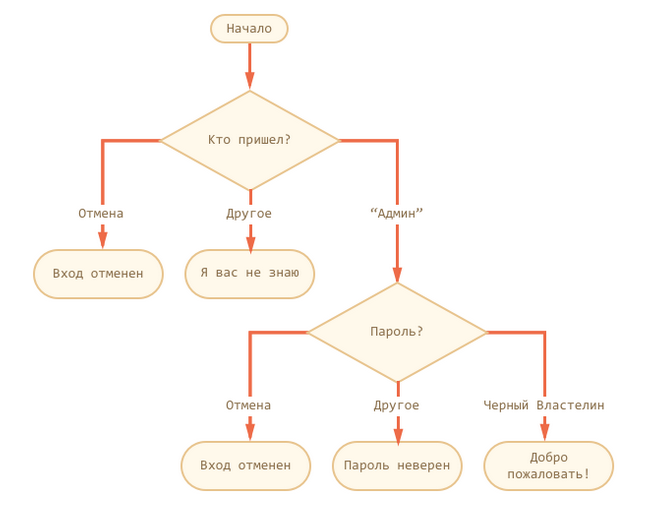 Начало
Кто пришел?
Отмена
Другое
“Админ”
Вход отменен
Я вас не знаю
Пароль?
Отмена
Другое
Черный Властелин
Вход отменен
Пароль неверен
Добро
пожаловать!